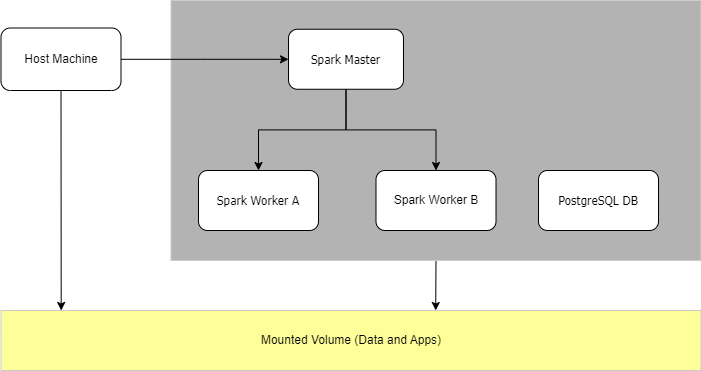 Host Machine
Spark Master
Spark Worker A
Spark Worker B
PostgreSQL DB
Mounted Volume (Data and Apps)